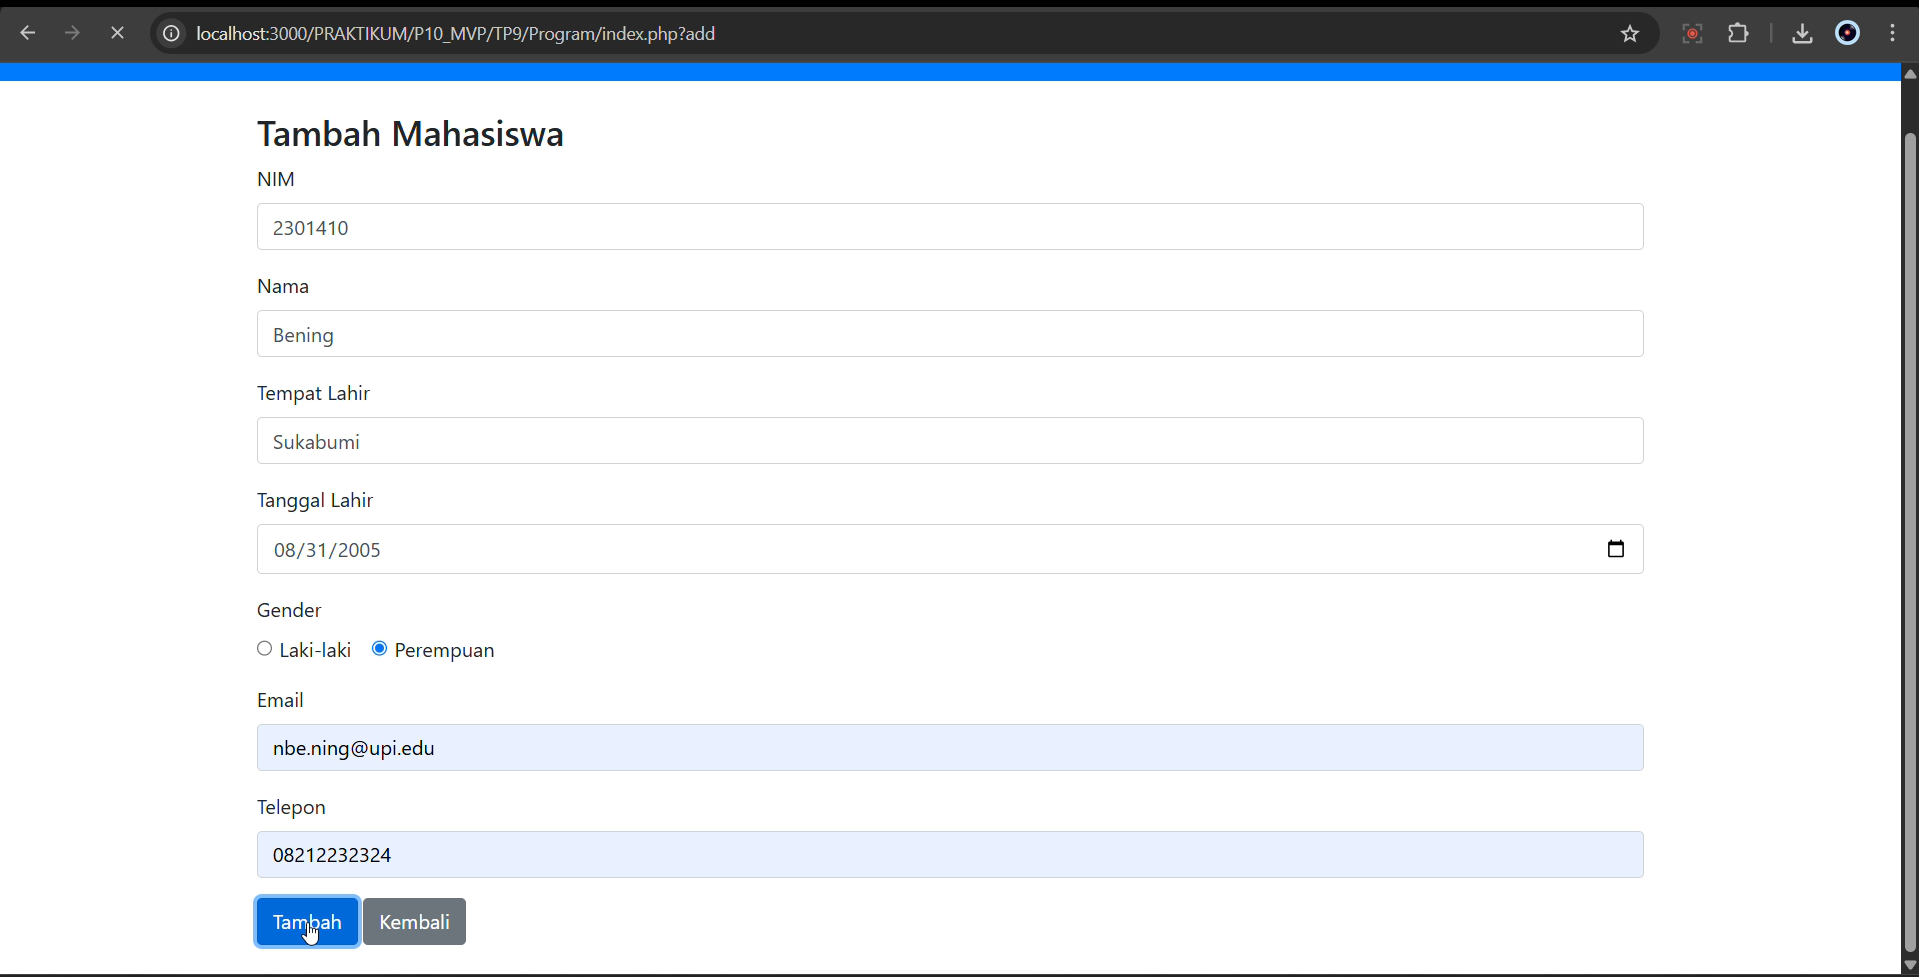 localhost:3000/PRAKTIKUM/P10_MVP/TP9/Program/index.php?add
Tambah Mahasiswa
NIM
2301410
Nama
Bening
Tempat Lahir
Sukabumi
Tanggal Lahir
08/31/2005
Gender
Laki-laki Perempuan
Email
nbe.ning@upi.edu
Telepon
08212232324
Tambah Kembali